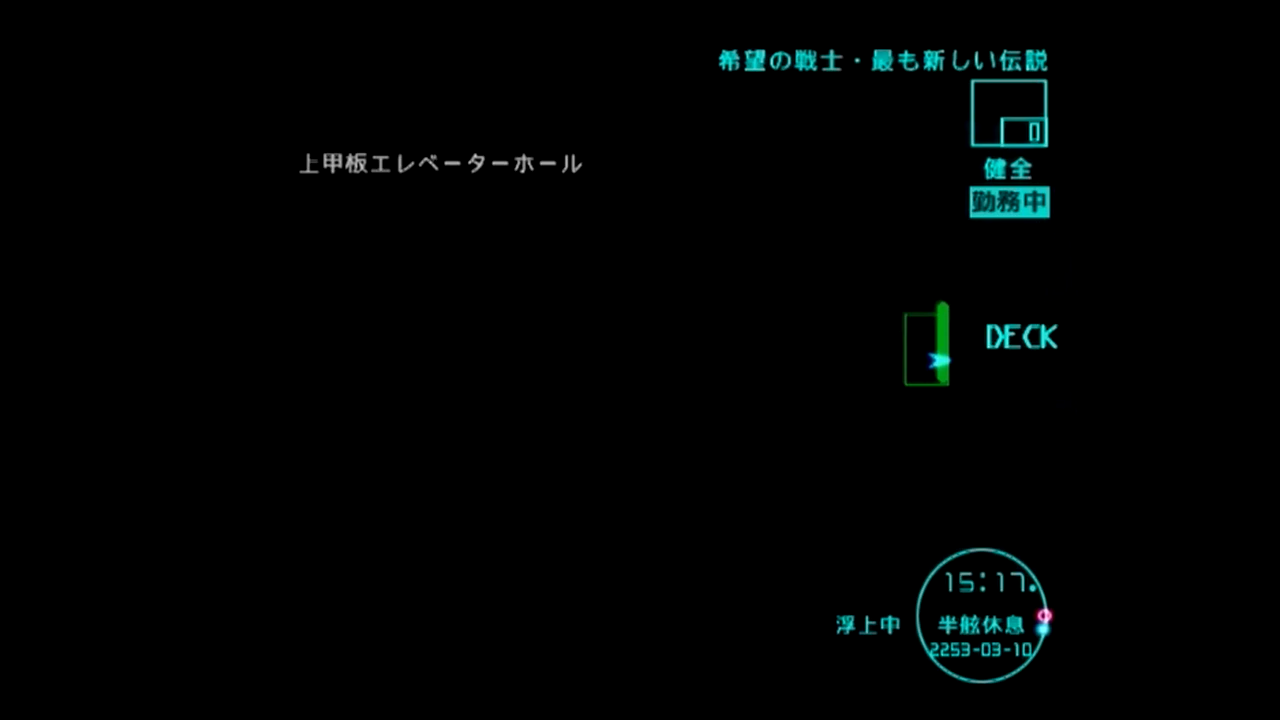 希望の戦士・最も新しい伝説
0
上甲板エレベーターホール
健全
勤務中
DECK
15:17
浮上中
半舷休息
2253-03-10